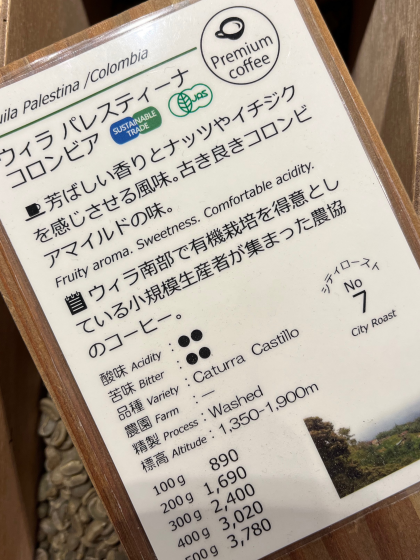 uila Palestina /Colombia
Premium
coffee
ウィラ パレスティーナ
コロンビア
SUSTAINABLE
TRADE
JAS
芳ばしい香りとナッツやイチジク
を感じさせる風味。古き良きコロンビ
アマイルドの味。
Fruity aroma. Sweetness. Comfortable acidity.
ウィラ南部で有機栽培を得意とし
ている小規模生産者が集まった農協
のコーヒー。
シティロースト
No
7
City Roast
酸味 Acidity : ●●
苦味 Bitter : ●●
品種 Variety : Caturra Castillo
農園 Farm : —
精製 Process : Washed
標高 Altitude : 1,350-1,900m
100g 890
200g 1,690
300g 2,400
400g 3,020
500g 3,780